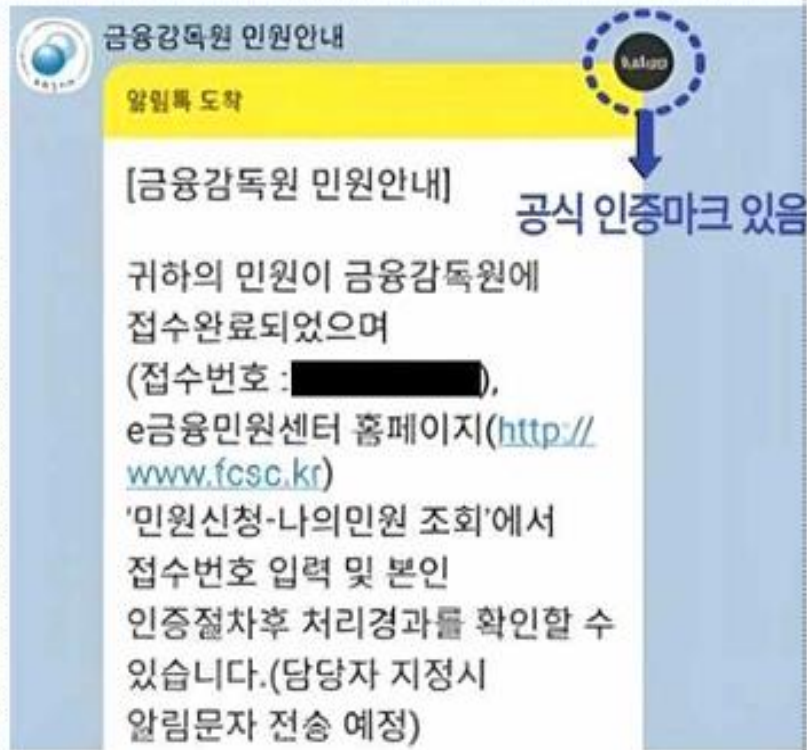 금융감독원 민원안내
kakao
알림톡 도착
[금융감독원 민원안내]
공식 인증마크 있음
귀하의 민원이 금융감독원에
접수완료되었으며
(접수번호 : ),
e금융민원센터 홈페이지(http://
www.fcsc.kr)
'민원신청-나의민원 조회'에서
접수번호 입력 및 본인
인증절차후 처리경과를 확인할 수
있습니다.(담당자 지정시
알림문자 전송 예정)